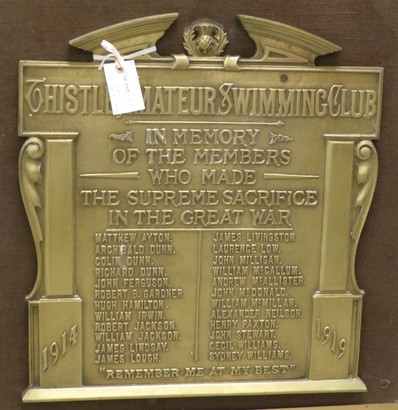 THISTLE AMATEUR SWIMMING CLUB
IN MEMORY
OF THE MEMBERS
WHO MADE
THE SUPREME SACRIFICE
IN THE GREAT WAR
MATTHEW AYTON.
ARCHIBALD DUNN.
COLIN DUNN.
RICHARD DUNN.
JOHN FERGUSON.
ROBERT B. GARDNER.
HUGH HAMILTON.
WILLIAM IRWIN.
ROBERT JACKSON.
WILLIAM JACKSON.
JAMES LINDSAY.
JAMES LOUGH.
JAMES LIVINGSTON.
LAURENCE LOW.
JOHN MILLIGAN.
WILLIAM McCALLUM.
ANDREW McALLISTER.
JOHN McDONALD.
WILLIAM McMILLAN.
ALEXANDER NEILSON.
HENRY PAXTON.
JOHN STEWART.
CECIL WILLIAMS.
SYDNEY WILLIAMS.
1914
1919
"REMEMBER ME AT MY BEST"